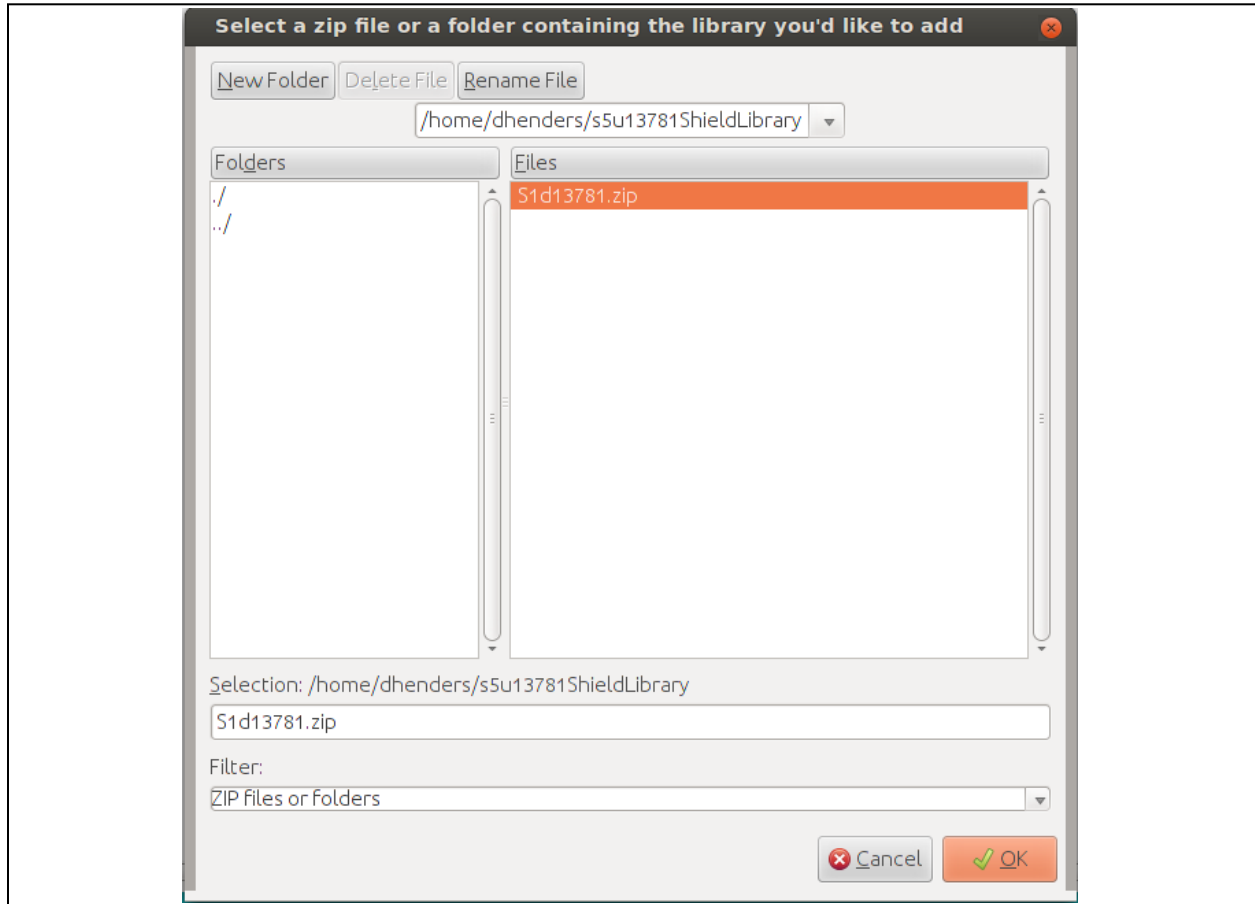 Select a zip file or a folder containing the library you'd like to add
New Folder Delete File Rename File
/home/dhenders/s5u13781ShieldLibrary
Folders Files
./ S1d13781.zip
../
Selection: /home/dhenders/s5u13781ShieldLibrary
S1d13781.zip
Filter:
ZIP files or folders
Cancel OK